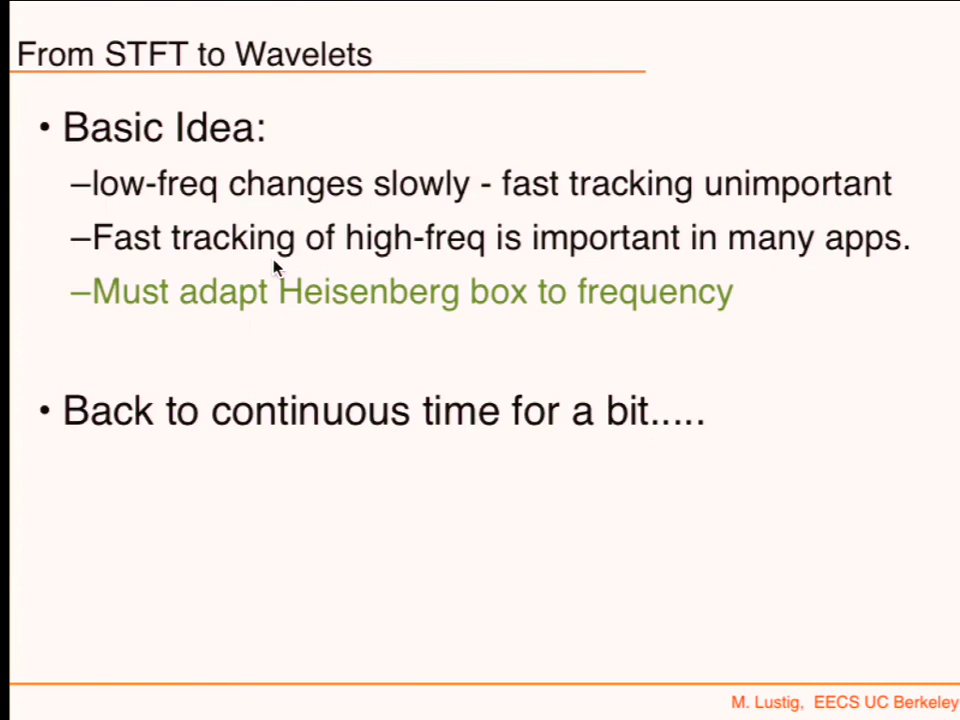 From STFT to Wavelets
• Basic Idea:
–low-freq changes slowly - fast tracking unimportant
–Fast tracking of high-freq is important in many apps.
–Must adapt Heisenberg box to frequency
• Back to continuous time for a bit.....
M. Lustig, EECS UC Berkeley